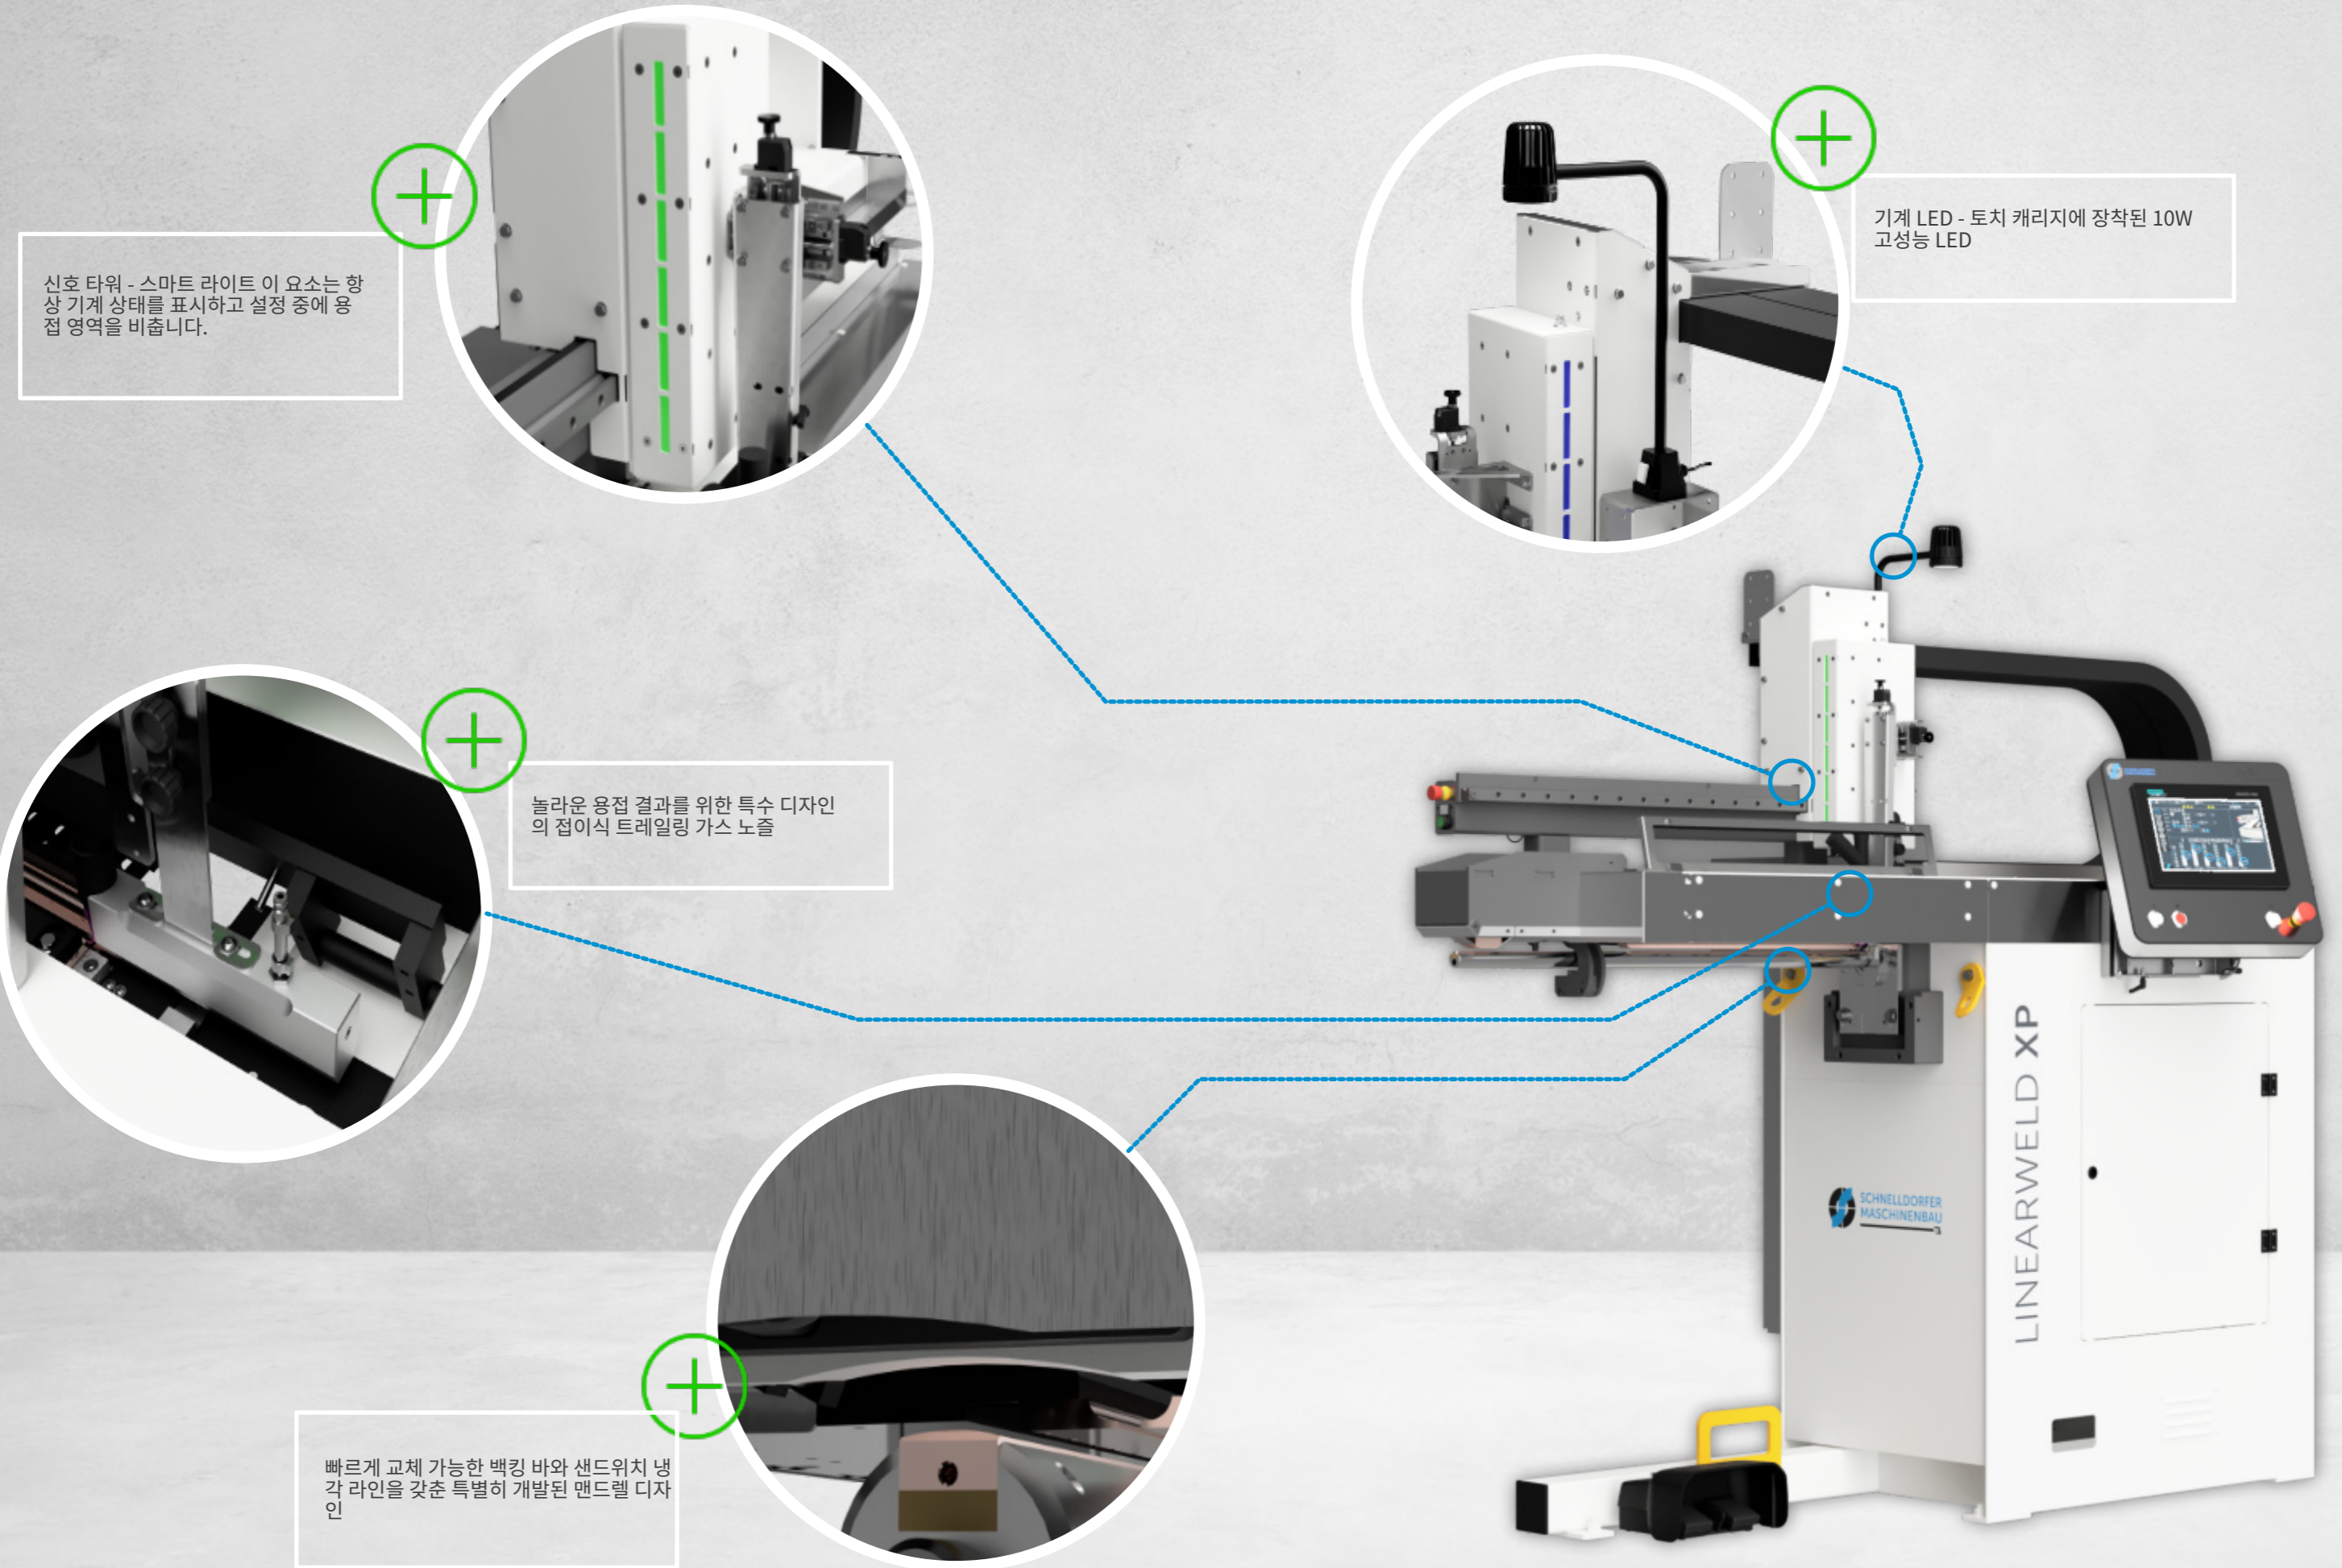 기계 LED - 토치 캐리지에 장착된 10W
고성능 LED
신호 타워 - 스마트 라이트 이 요소는 항
상 기계 상태를 표시하고 설정 중에 용
접 영역을 비춥니다.
놀라운 용접 결과를 위한 특수 디자인
의 접이식 트레일링 가스 노즐
빠르게 교체 가능한 백킹 바와 샌드위치 냉
각 라인을 갖춘 특별히 개발된 맨드렐 디자
인
LINEARWELD XP
SCHNELLDORFER
MASCHINENBAU